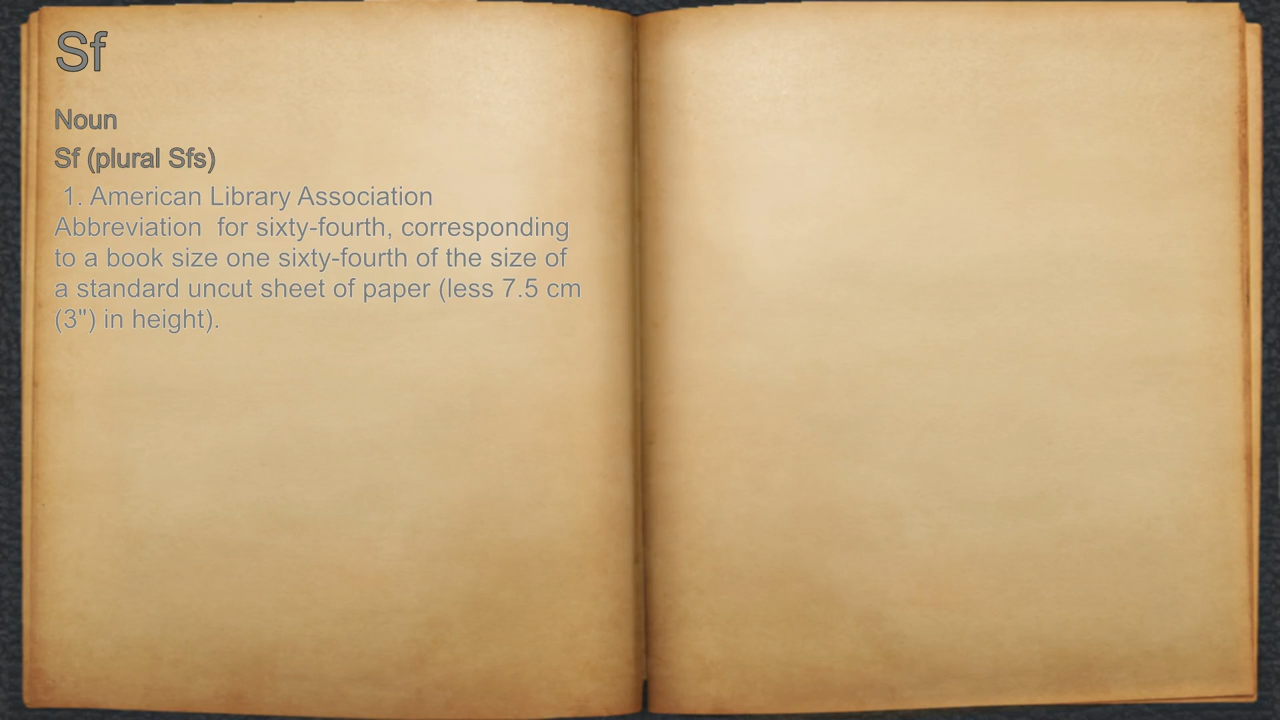 Sf
Noun
Sf (plural Sfs)
1. American Library Association
Abbreviation  for sixty-fourth, corresponding
to a book size one sixty-fourth of the size of
a standard uncut sheet of paper (less 7.5 cm
(3") in height).